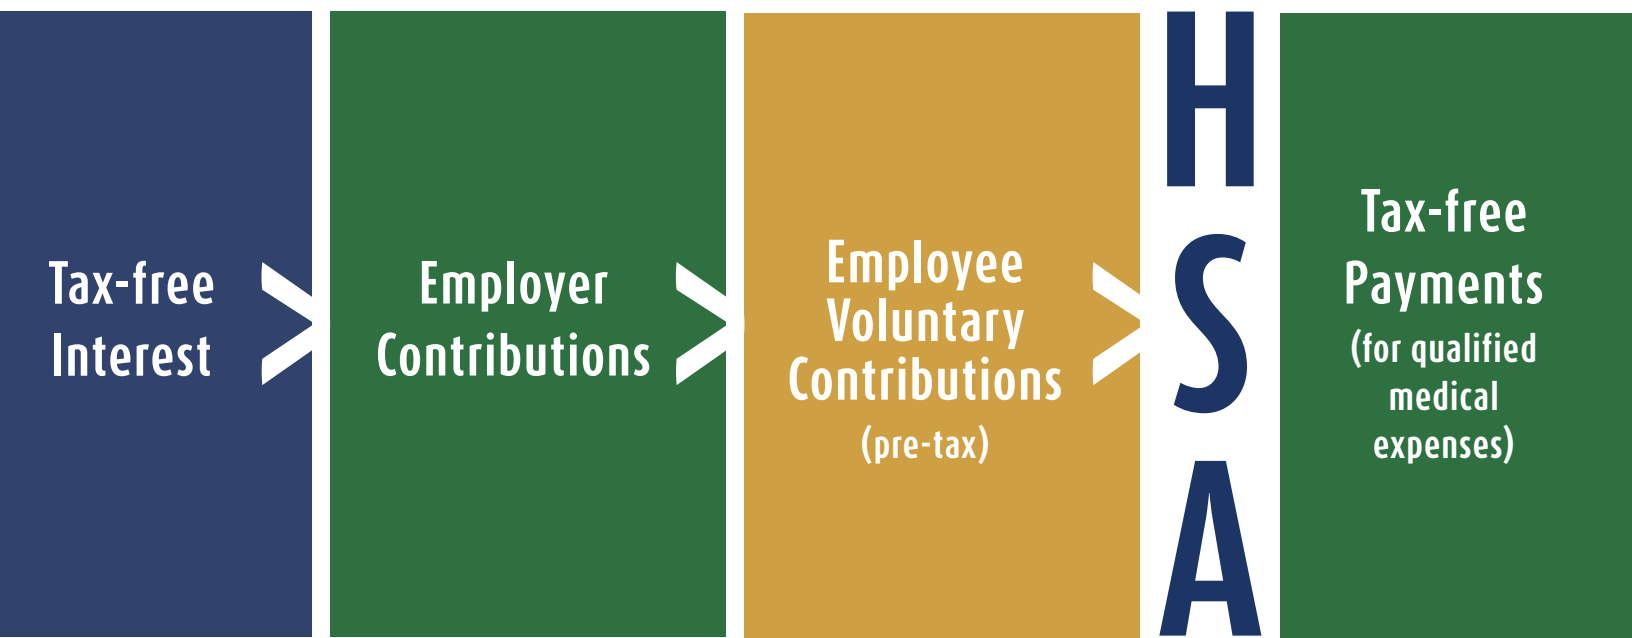 Tax-free
Interest
>
Employer
Contributions
>
Employee
Voluntary
Contributions
(pre-tax)
>
H
S
A
Tax-free
Payments
(for qualified
medical
expenses)